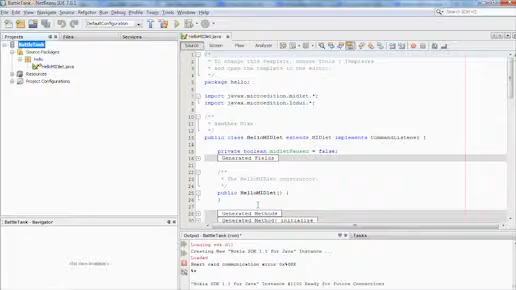 BattleTank - NetBeans IDE 7.0.1
File Edit View Navigate Source Refactor Run Debug Profile Team Tools Window Help
DefaultConfiguration
Projects
Files
Services
BattleTank
Source Packages
hello
HelloMIDlet.java
Resources
Project Configurations
BattleTank - Navigator
<No View Available>
HelloMIDlet.java
Source
Screen
Flow
Analyzer
/*
* To change this template, choose Tools | Templates
* and open the template in the editor.
*/
package hello;
import javax.microedition.midlet.*;
import javax.microedition.lcdui.*;
/**
public class HelloMIDlet extends MIDlet implements CommandListener {
private boolean midletPaused = false;
Generated Fields
/**
* The HelloMIDlet constructor.
*/
public HelloMIDlet() {
}
Generated Methods
Generated Method: initialize
Output - BattleTank (run)
Tasks
Creating New "Nokia SDK 1.1 for Java" Instance ...
Loaded
Smart card communication error
"Nokia SDK 1.1 for Java" Instance Ready for Future Connections